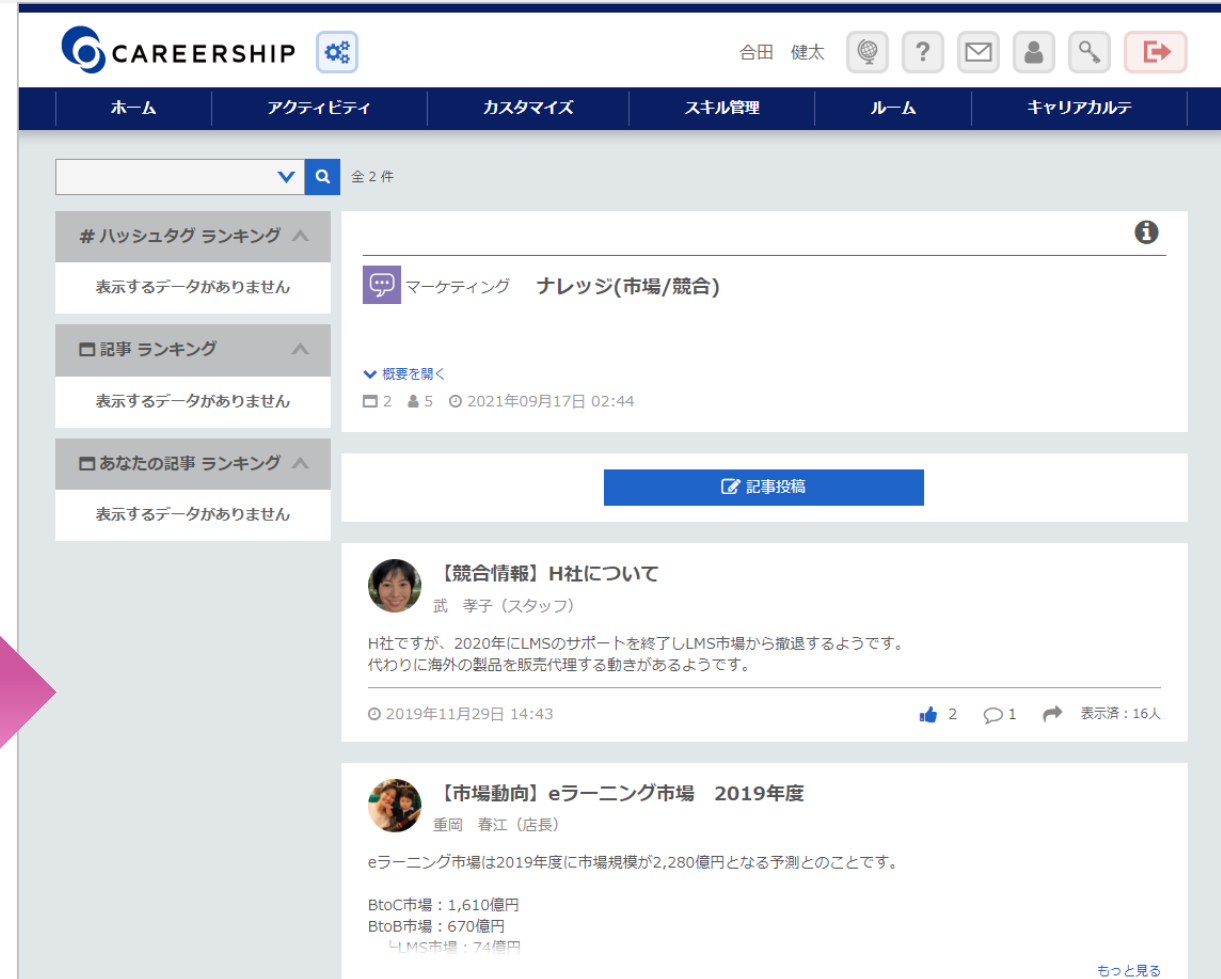 CAREERSHIP
合田　健太
?
ホーム
アクティビティ
カスタマイズ
スキル管理
ルーム
キャリアカルテ
全 2 件
# ハッシュタグ ランキング
表示するデータがありません
記事 ランキング
表示するデータがありません
あなたの記事 ランキング
表示するデータがありません
マーケティング　ナレッジ(市場/競合)
概要を開く
2 5 2021年09月17日 02:44
記事投稿
【競合情報】H社について
武　孝子（スタッフ）
H社ですが、2020年にLMSのサポートを終了しLMS市場から撤退するようです。
代わりに海外の製品を販売代理する動きがあるようです。
2019年11月29日 14:43
2 1 表示済：16人
【市場動向】eラーニング市場　2019年度
重岡　春江（店長）
eラーニング市場は2019年度に市場規模が2,280億円となる予測とのことです。
BtoC市場：1,610億円
BtoB市場：670億円
└LMS市場：74億円
もっと見る